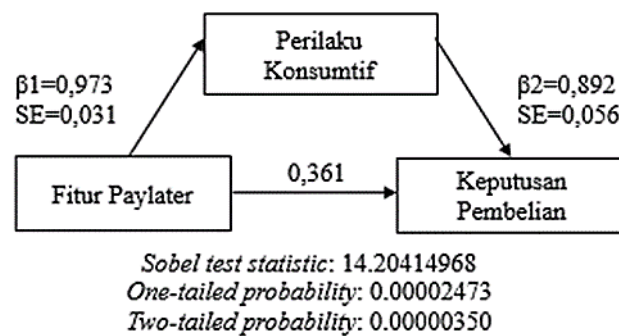 Perilaku
Konsumtif
β1=0,973
SE=0,031
β2=0,892
SE=0,056
Fitur Paylater
0,361
Keputusan
Pembelian
Sobel test statistic: 14.20414968
One-tailed probability: 0.00002473
Two-tailed probability: 0.00000350